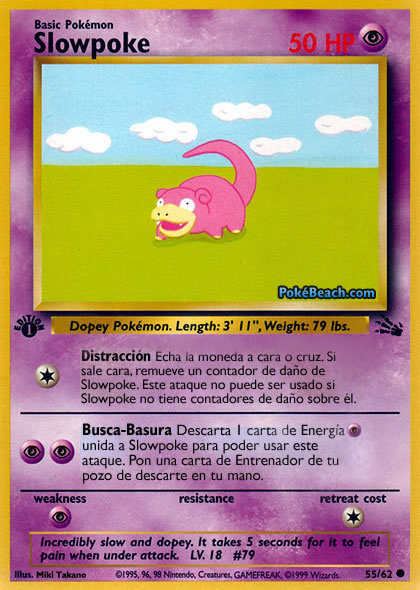 Basic Pokémon
Slowpoke 50 HP
PokéBeach.com
EDITION 1
Dopey Pokémon. Length: 3' 11", Weight: 79 lbs.
Distracción Echa la moneda a cara o cruz. Si
sale cara, remueve un contador de daño de
Slowpoke. Este ataque no puede ser usado si
Slowpoke no tiene contadores de daño sobre él.
Busca-Basura Descarta 1 carta de Energía
unida a Slowpoke para poder usar este
ataque. Pon una carta de Entrenador de tu
pozo de descarte en tu mano.
weakness resistance retreat cost
Incredibly slow and dopey. It takes 5 seconds for it to feel
pain when under attack. LV. 18 #79
Illus. Miki Takano ©1995, 96, 98 Nintendo, Creatures, GAMEFREAK. ©1999 Wizards. 55/62